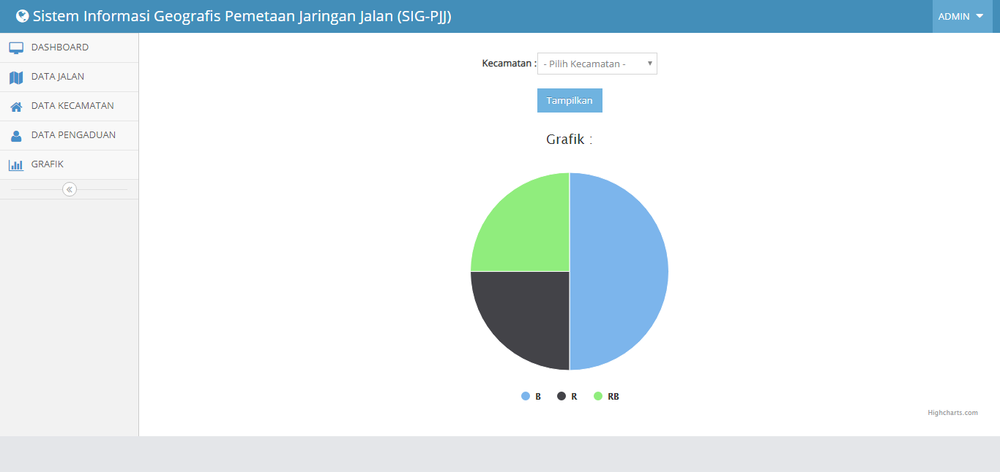 Sistem Informasi Geografis Pemetaan Jaringan Jalan (SIG-PJJ)
ADMIN
DASHBOARD
DATA JALAN
DATA KECAMATAN
DATA PENGADUAN
GRAFIK
Kecamatan : - Pilih Kecamatan -
Tampilkan
Grafik :
B R RB
Highcharts.com